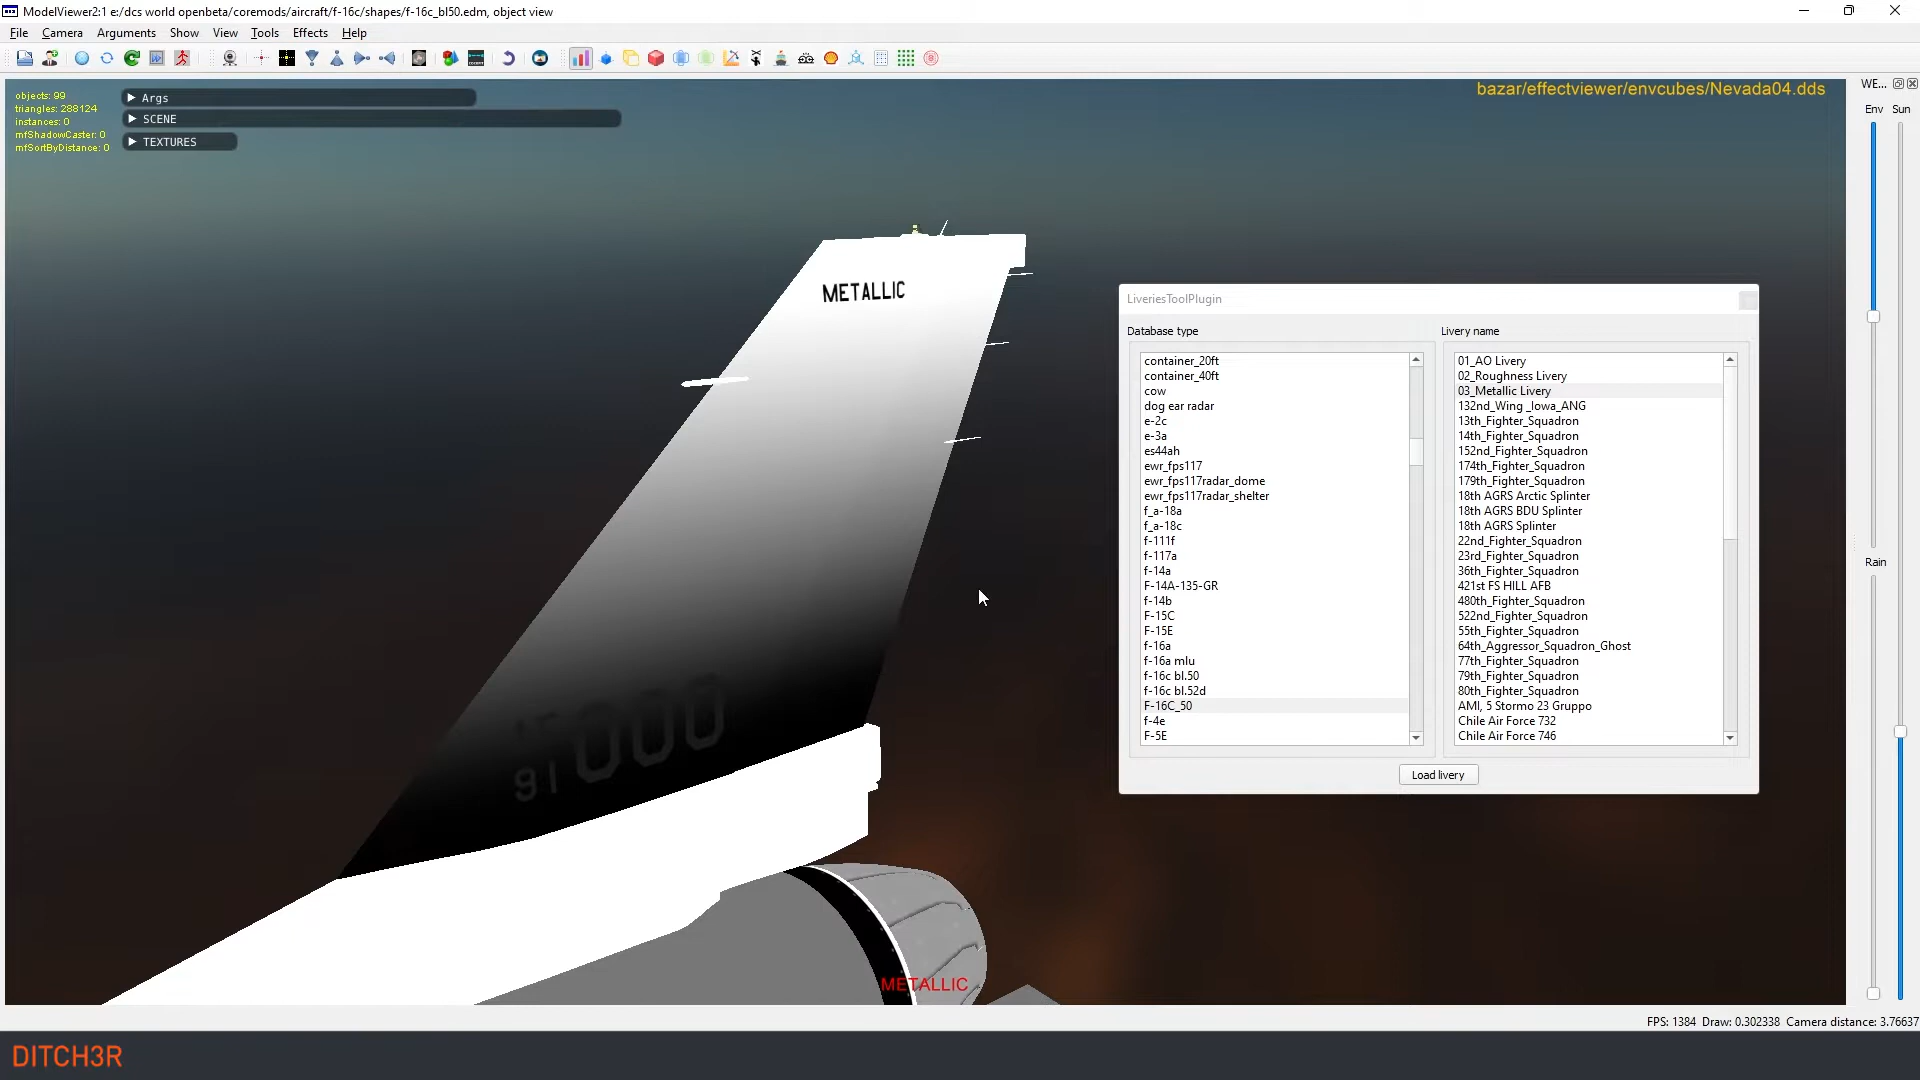 ModelViewer2:1 e:/dcs world openbeta/coremods/aircraft/f-16c/shapes/f-16c_bl50.edm, object view
File Camera Arguments Show View Tools Effects Help
objects: 99
triangles: 288124
instances: 0
mfShadowCaster: 0
mfSortByDistance: 0
Args
SCENE
TEXTURES
bazar/effectviewer/envcubes/Nevada04.dds
WE...
Env Sun
Rain
METALLIC
91 000
METALLIC
LiveriesToolPlugin
Database type
container_20ft
container_40ft
cow
dog ear radar
e-2c
e-3a
es44ah
ewr_fps117
ewr_fps117radar_dome
ewr_fps117radar_shelter
f_a-18a
f_a-18c
f-111f
f-117a
f-14a
F-14A-135-GR
f-14b
F-15C
F-15E
f-16a
f-16a mlu
f-16c bl.50
f-16c bl.52d
F-16C_50
f-4e
F-5E
Livery name
01_AO Livery
02_Roughness Livery
03_Metallic Livery
132nd_Wing _Iowa_ANG
13th_Fighter_Squadron
14th_Fighter_Squadron
152nd_Fighter_Squadron
174th_Fighter_Squadron
179th_Fighter_Squadron
18th AGRS Arctic Splinter
18th AGRS BDU Splinter
18th AGRS Splinter
22nd_Fighter_Squadron
23rd_Fighter_Squadron
36th_Fighter_Squadron
421st FS HILL AFB
480th_Fighter_Squadron
522nd_Fighter_Squadron
55th_Fighter_Squadron
64th_Aggressor_Squadron_Ghost
77th_Fighter_Squadron
79th_Fighter_Squadron
80th_Fighter_Squadron
AMI, 5 Stormo 23 Gruppo
Chile Air Force 732
Chile Air Force 746
Load livery
FPS: 1384 Draw: 0.302338 Camera distance: 3.76637
DITCH3R